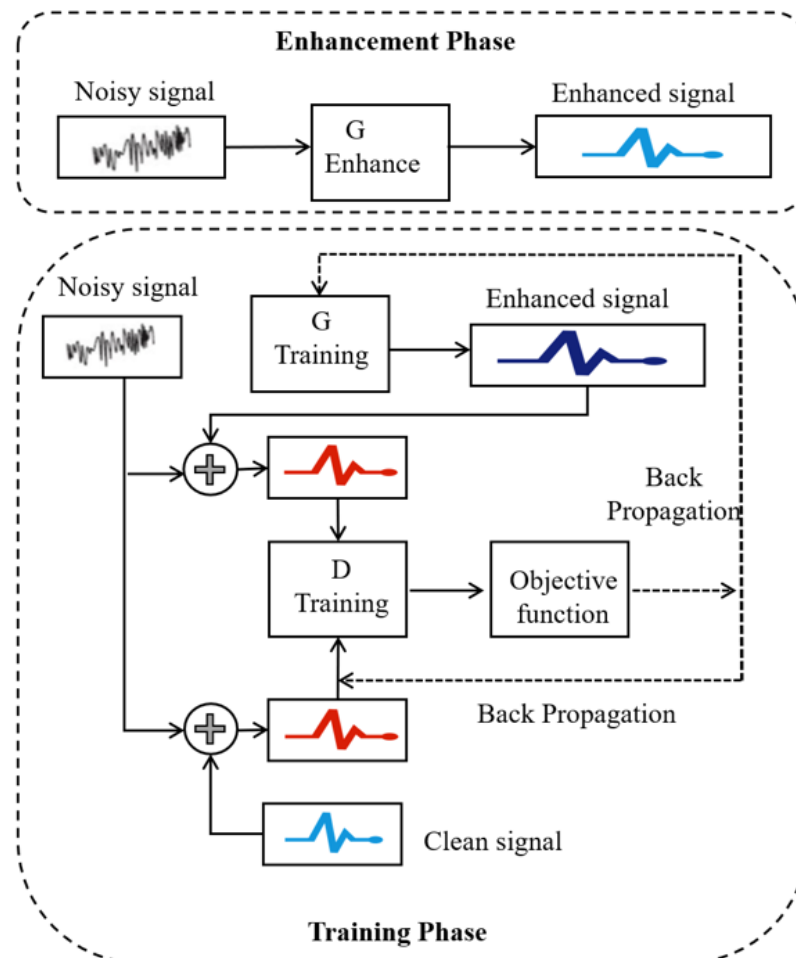 Enhancement Phase
Noisy signal
Enhanced signal
G
Enhance
Noisy signal
Enhanced signal
G
Training
Back
Propagation
D
Training
Objective
function
Back Propagation
Clean signal
Training Phase